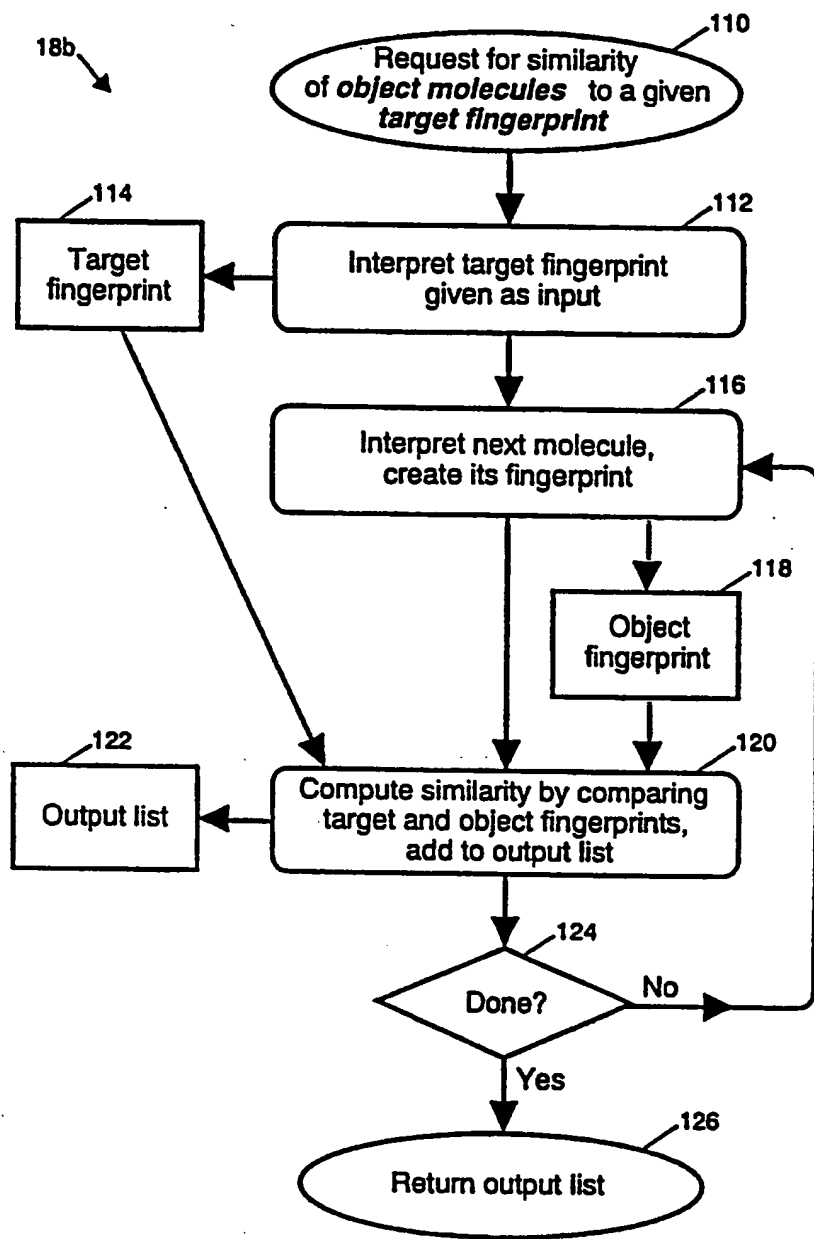 18b
110
Request for similarity
of object molecules to a given
target fingerprint
114
112
Target
fingerprint
Interpret target fingerprint
given as input
116
Interpret next molecule,
create its fingerprint
118
Object
fingerprint
122
120
Output list
Compute similarity by comparing
target and object fingerprints,
add to output list
124
Done?
No
Yes
126
Return output list